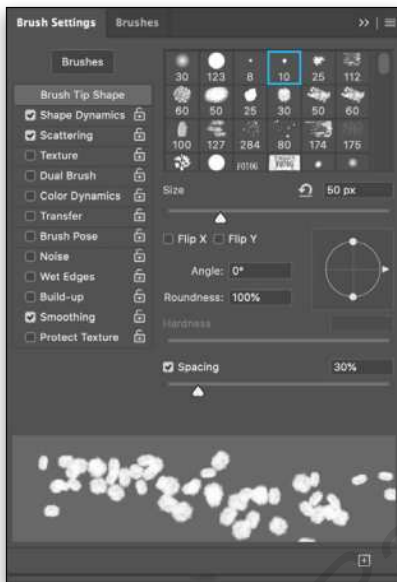 Brush Settings Brushes
Brushes
30 123 8 10 25 112
Brush Tip Shape
60 50 25 30 50 60
Shape Dynamics
Scattering
100 127 284 80 174 175
Texture
Dual Brush
Color Dynamics
Size 50 px
Transfer
Brush Pose
Flip X Flip Y
Noise
Wet Edges
Angle: 0°
Build-up
Roundness: 100%
Smoothing
Hardness
Protect Texture
Spacing 30%